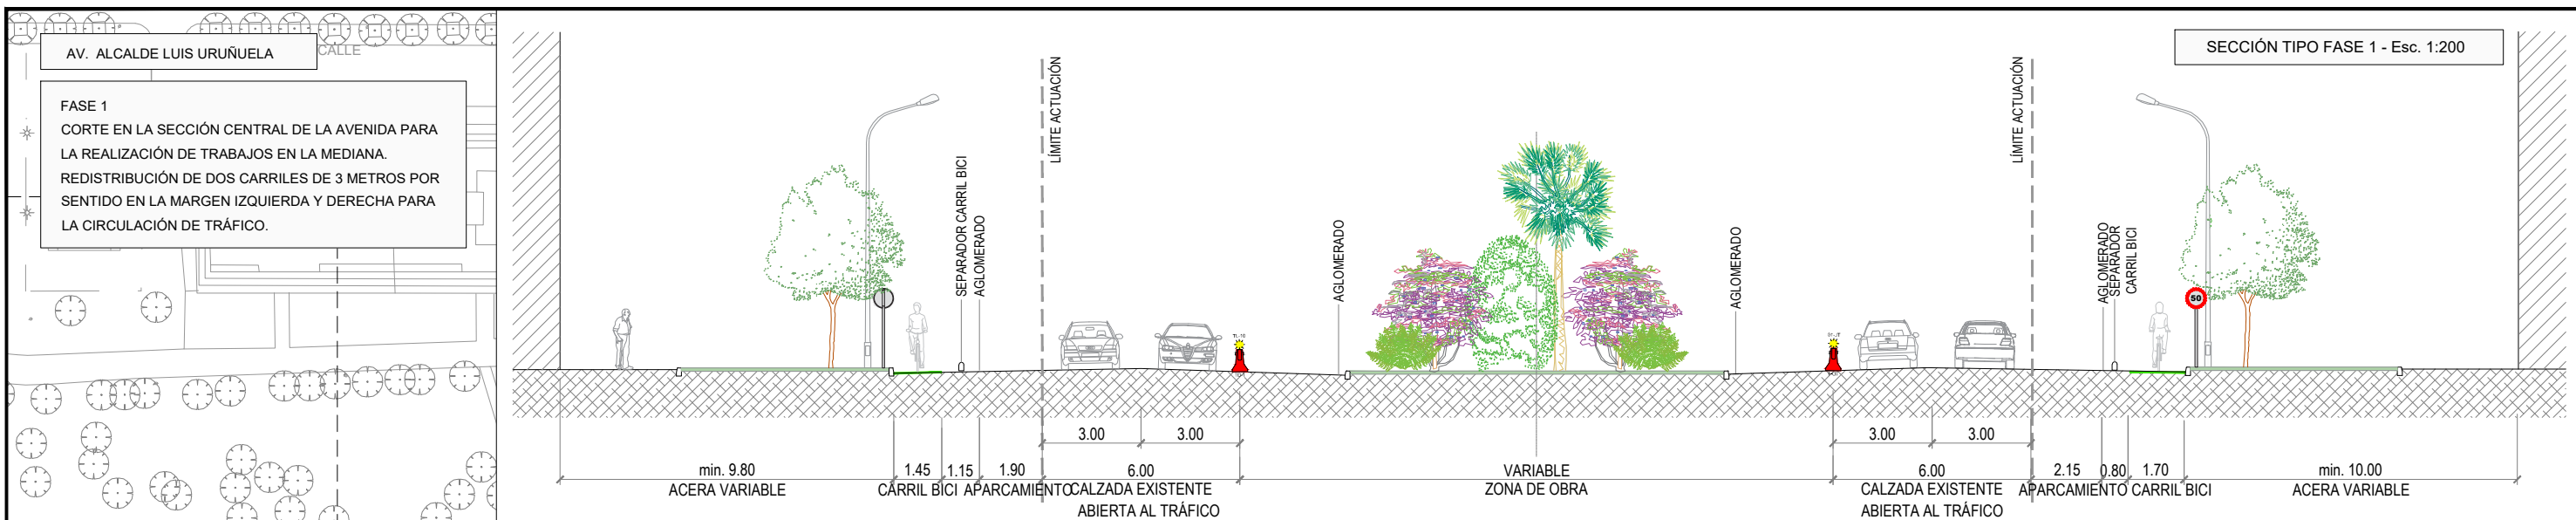 CALLE
AV. ALCALDE LUIS URUÑUELA
FASE 1
CORTE EN LA SECCIÓN CENTRAL DE LA AVENIDA PARA
LA REALIZACIÓN DE TRABAJOS EN LA MEDIANA.
REDISTRIBUCIÓN DE DOS CARRILES DE 3 METROS POR
SENTIDO EN LA MARGEN IZQUIERDA Y DERECHA PARA
LA CIRCULACIÓN DE TRÁFICO.
SECCIÓN TIPO FASE 1 - Esc. 1:200
SEPARADOR CARRIL BICI
AGLOMERADO
LÍMITE ACTUACIÓN
AGLOMERADO
AGLOMERADO
LÍMITE ACTUACIÓN
AGLOMERADO
SEPARADOR
CARRIL BICI
50
3.00 3.00 3.00 3.00
min. 9.80 1.45 1.15 1.90 6.00 VARIABLE 6.00 2.15 0.80 1.70 min. 10.00
ACERA VARIABLE CARRIL BICI APARCAMIENTO CALZADA EXISTENTE ZONA DE OBRA CALZADA EXISTENTE APARCAMIENTO CARRIL BICI ACERA VARIABLE
ABIERTA AL TRÁFICO ABIERTA AL TRÁFICO